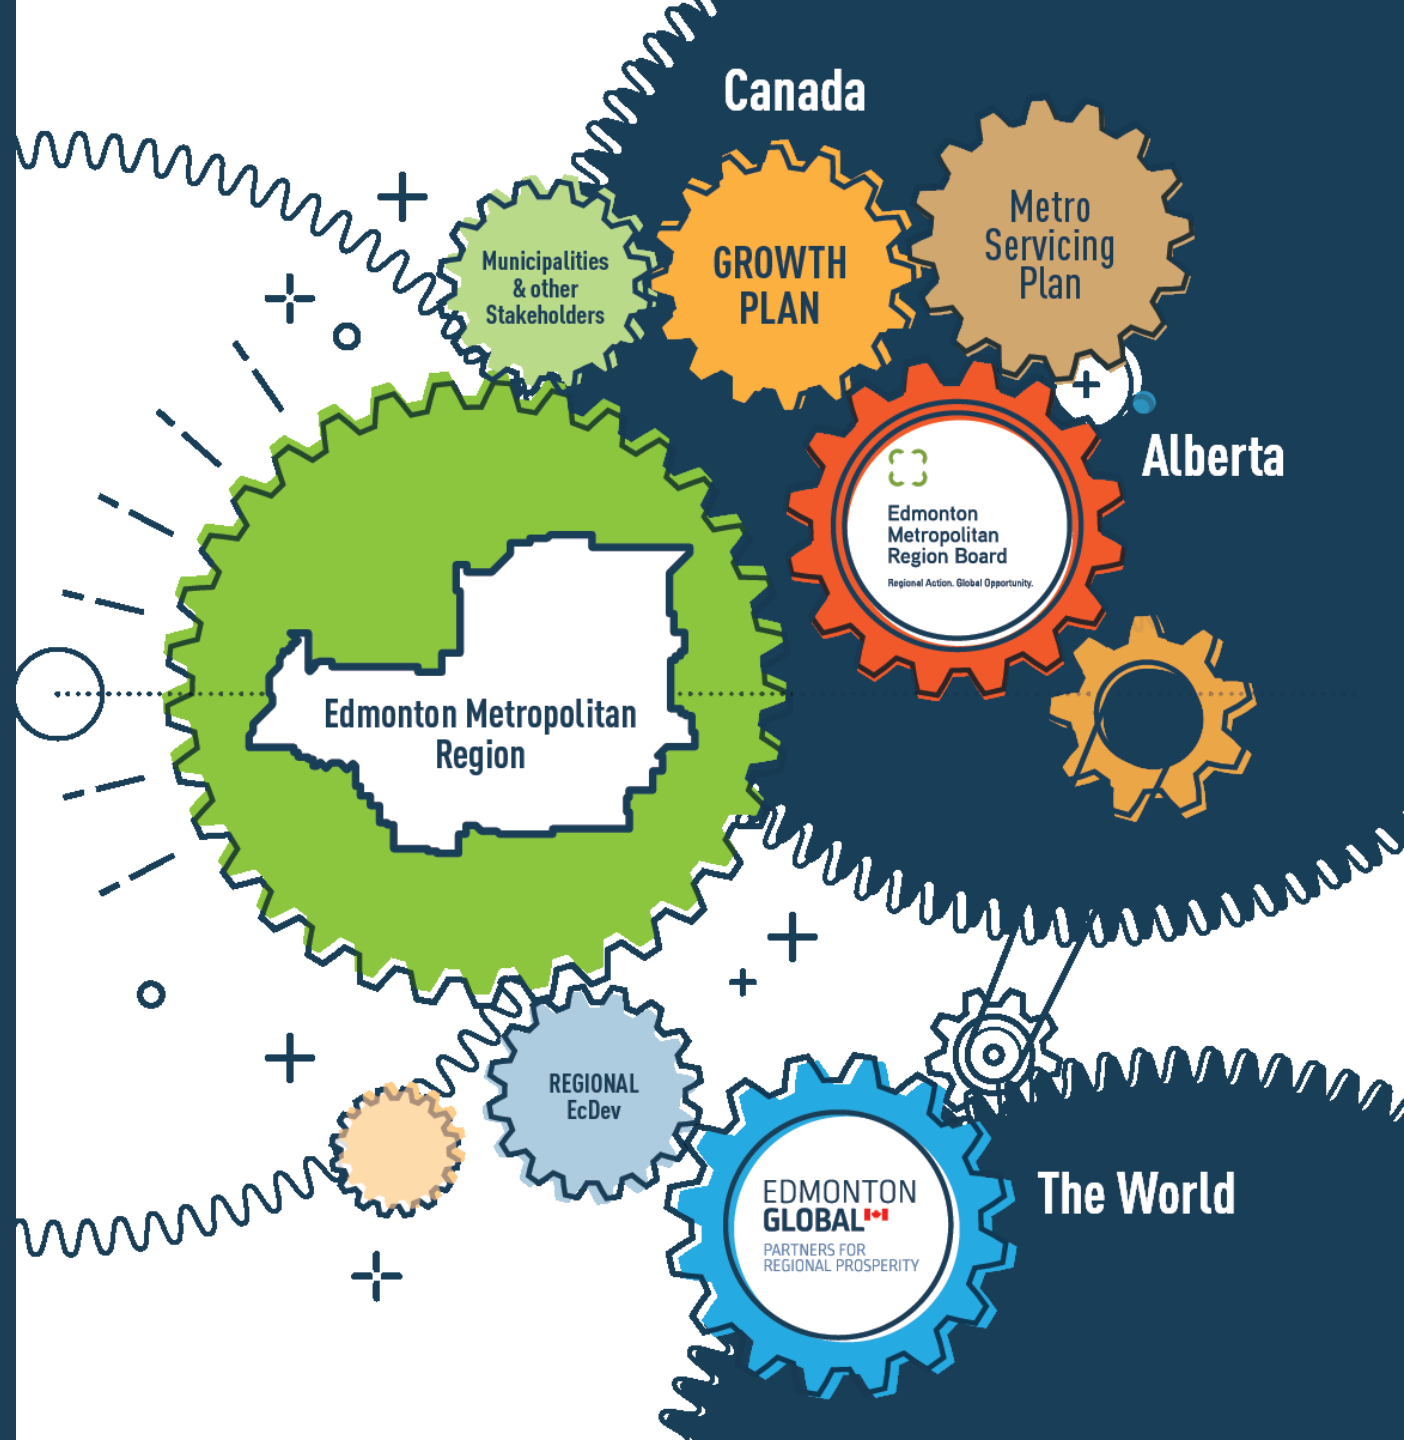 Canada
Metro
Servicing
Plan
Municipalities
& other
Stakeholders
GROWTH
PLAN
Alberta
Edmonton
Metropolitan
Region Board
Regional Action. Global Opportunity.
Edmonton Metropolitan
Region
REGIONAL
EcDev
EDMONTON
GLOBAL
PARTNERS FOR
REGIONAL PROSPERITY
The World